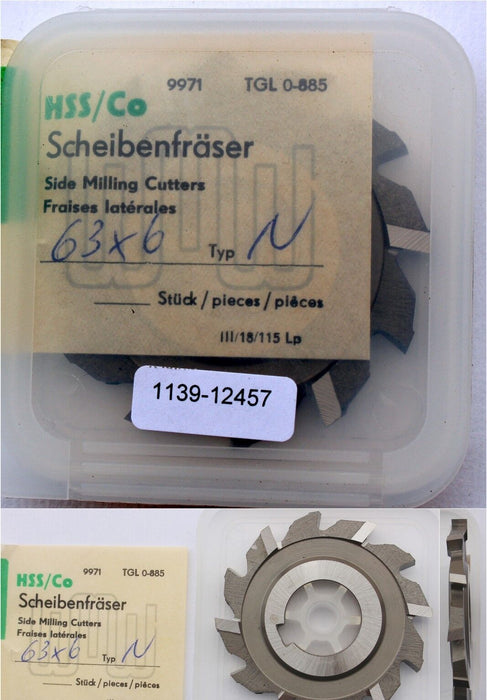 9971 TGL 0-885
HSS/Co
Scheibenfräser
Side Milling Cutters
Fraises latérales
63x6 Typ N
Stück / pieces / pièces
III/18/115 Lp
1139-12457
9971 TGL 0-885
HSS/Co
Scheibenfräser
Side Milling Cutters
Fraises latérales
63x6 Typ N
Stück / pieces / pièces